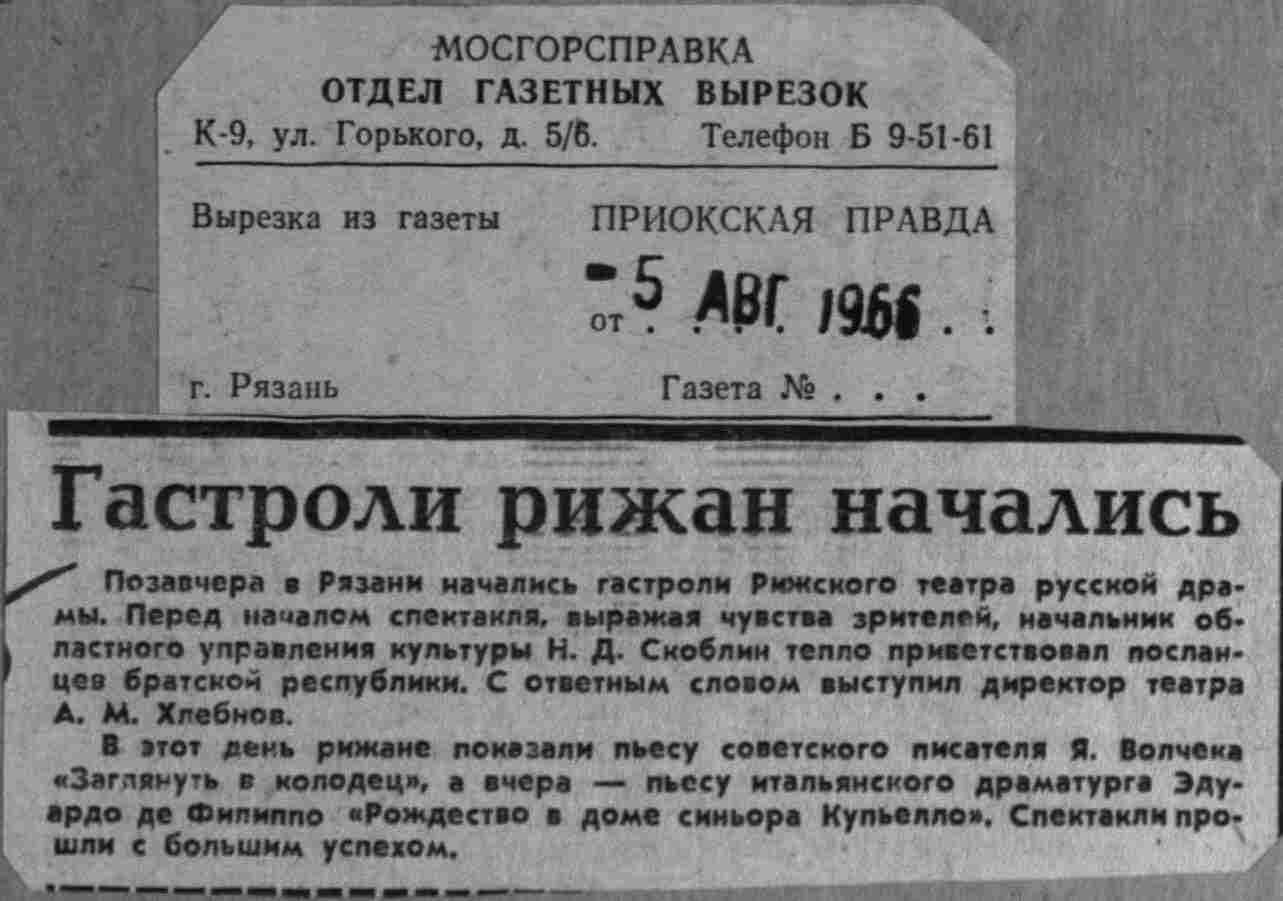 МОСГОРСПРАВКА
ОТДЕЛ ГАЗЕТНЫХ ВЫРЕЗОК
К-9, ул. Горького, д. 5/6. Телефон Б 9-51-61
Вырезка из газеты ПРИОКСКАЯ ПРАВДА
- 5 АВГ. 1966
от . . . . . .
г. Рязань Газета № . . .
Гастроли рижан начались
Позавчера в Рязани начались гастроли Рижского театра русской дра-
мы. Перед началом спектакля, выражая чувства зрителей, начальник об-
ластного управления культуры Н. Д. Скоблин тепло приветствовал послан-
цев братской республики. С ответным словом выступил директор театра
А. М. Хлебнов.
В этот день рижане показали пьесу советского писателя Я. Волчека
«Заглянуть в колодец», а вчера — пьесу итальянского драматурга Эду-
ардо де Филиппо «Рождество в доме синьора Купьелло». Спектакли про-
шли с большим успехом.